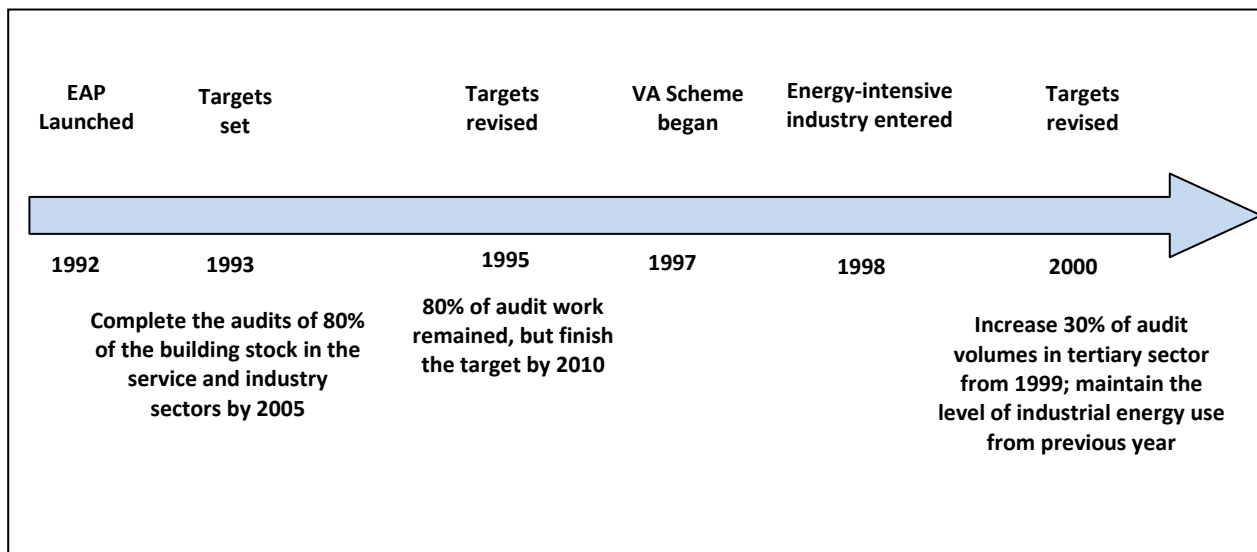 EAP
Launched
Targets
set
Targets
revised
VA Scheme
began
Energy-intensive
industry entered
Targets
revised
1992
1993
1995
1997
1998
2000
Complete the audits of 80%
of the building stock in the
service and industry
sectors by 2005
80% of audit work
remained, but finish
the target by 2010
Increase 30% of audit
volumes in tertiary sector
from 1999; maintain the
level of industrial energy use
from previous year